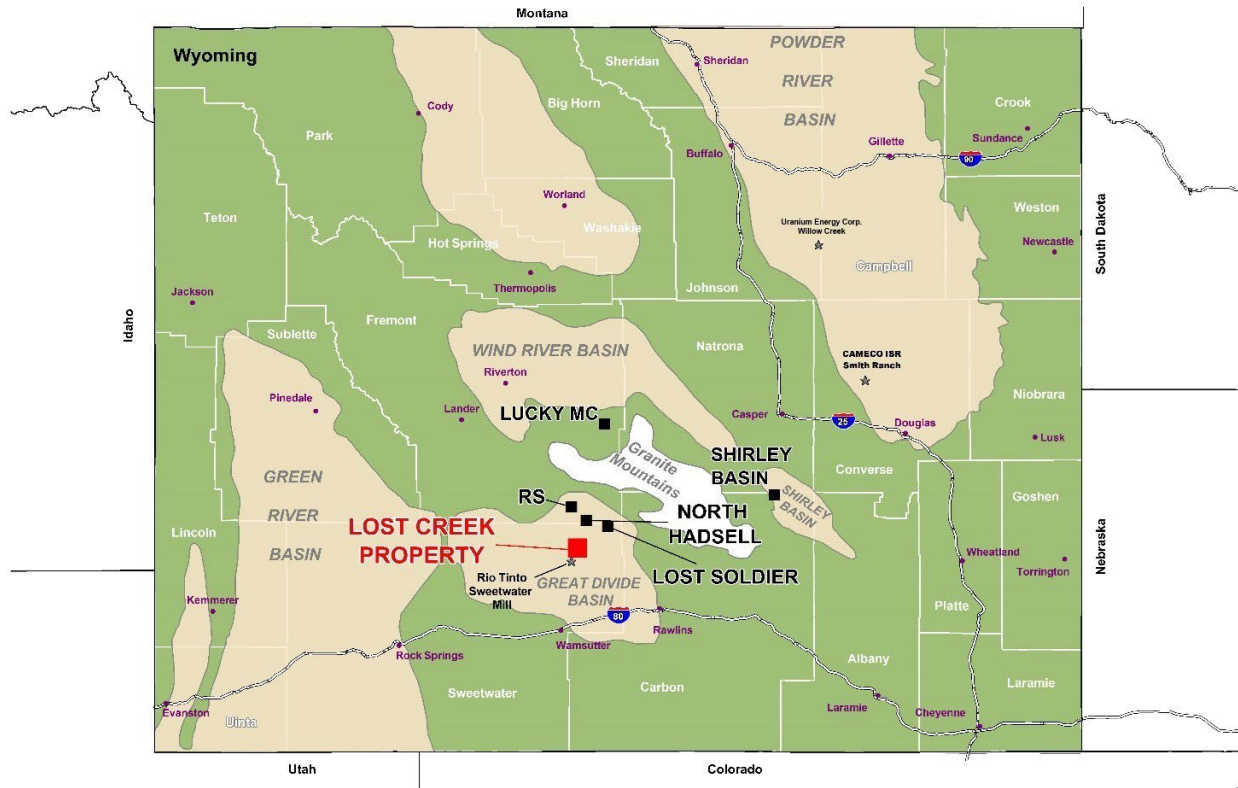 Montana
Wyoming
POWDER
RIVER
BASIN
Sheridan
Sheridan
Big Horn
Cody
Park
Crook
Sundance
Buffalo
Gillette
90
Worland
Weston
Teton
Washakie
Uranium Energy Corp.
Willow Creek
Hot Springs
Newcastle
South Dakota
Campbell
Thermopolis
Johnson
Jackson
Idaho
Fremont
Sublette
Natrona
WIND RIVER BASIN
CAMECO ISR
Smith Ranch
Riverton
Niobrara
Pinedale
Lander
LUCKY MC
Casper
25
Douglas
Lusk
Granite
Mountains
SHIRLEY
BASIN
Converse
GREEN
RIVER
BASIN
RS
SHIRLEY
BASIN
Goshen
NORTH
HADSELL
LOST CREEK
PROPERTY
Lincoln
LOST SOLDIER
Wheatland
Torrington
Nebraska
Rio Tinto
Sweetwater
Mill
GREAT DIVIDE
BASIN
Kemmerer
Platte
80
Rawlins
Wamsutter
Rock Springs
Albany
Sweetwater
Carbon
Laramie
Laramie
Evanston
Uinta
Cheyenne
Utah
Colorado